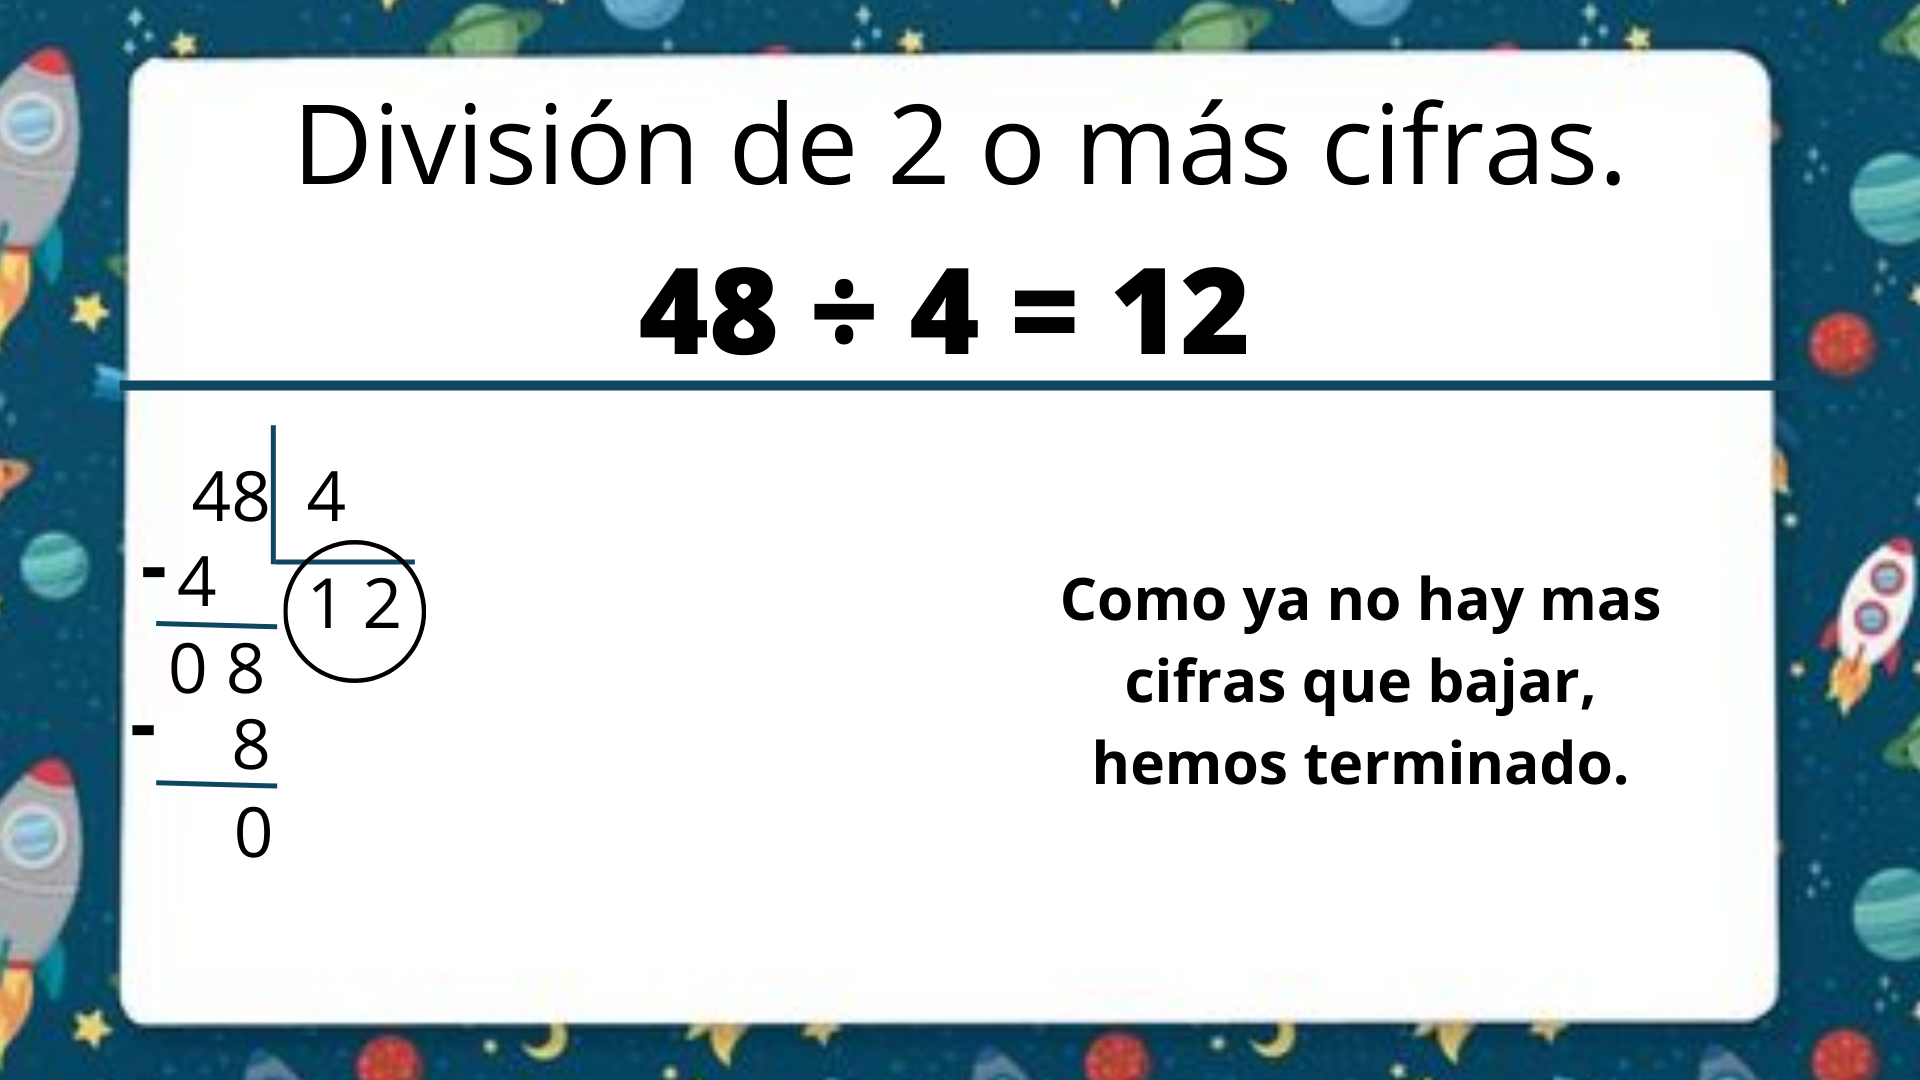 División de 2 o más cifras.
48 ÷ 4 = 12
48 4
- 4
1 2
0 8
- 8
0
Como ya no hay mas
cifras que bajar,
hemos terminado.